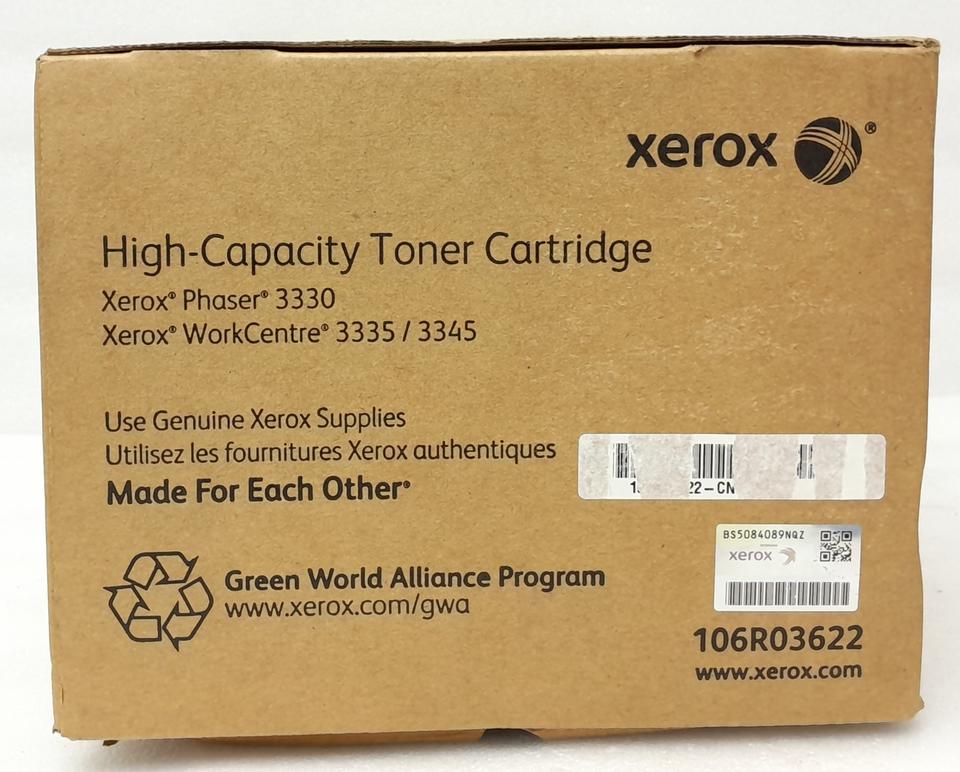 xerox ®
High-Capacity Toner Cartridge
Xerox® Phaser® 3330
Xerox® WorkCentre® 3335 / 3345
Use Genuine Xerox Supplies
Utilisez les fournitures Xerox authentiques
Made For Each Other®
22-CN
BS5084089NQZ
xerox
Green World Alliance Program
www.xerox.com/gwa
106R03622
www.xerox.com